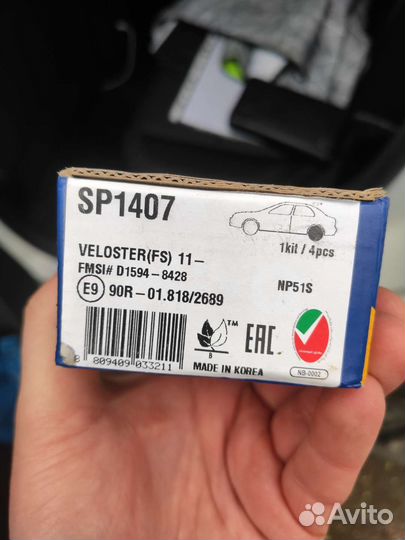 SP1407
1kit / 4pcs
VELOSTER(FS) 11-
FMSI# D1594-8428
NP51S
E9 90R-01.818/2689
TM
B
EAC
8 809409 033211
MADE IN KOREA
NB-0002
Avito